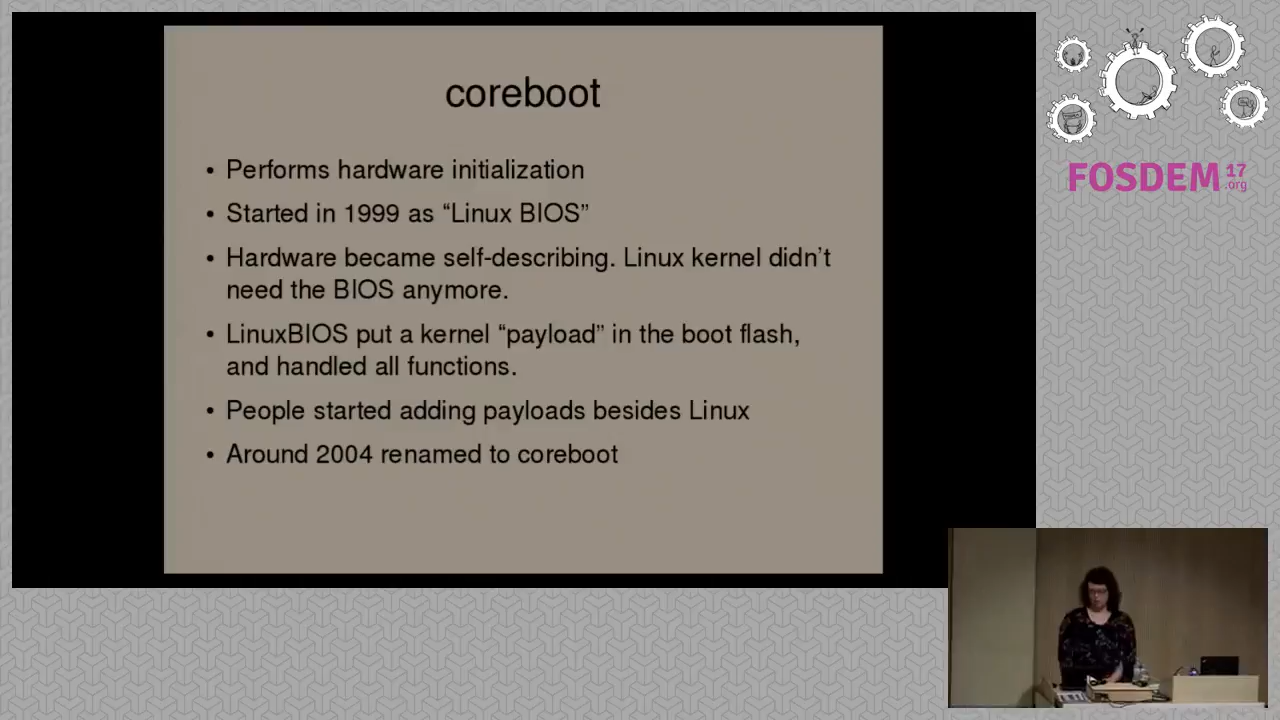 coreboot
• Performs hardware initialization
• Started in 1999 as “Linux BIOS”
• Hardware became self-describing. Linux kernel didn’t
need the BIOS anymore.
• LinuxBIOS put a kernel “payload” in the boot flash,
and handled all functions.
• People started adding payloads besides Linux
• Around 2004 renamed to coreboot
FOSDEM 17 .org